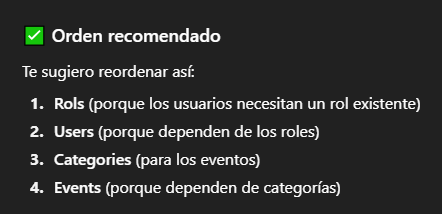 ✅ Orden recomendado
Te sugiero reordenar así:
1. Rols (porque los usuarios necesitan un rol existente)
2. Users (porque dependen de los roles)
3. Categories (para los eventos)
4. Events (porque dependen de categorías)